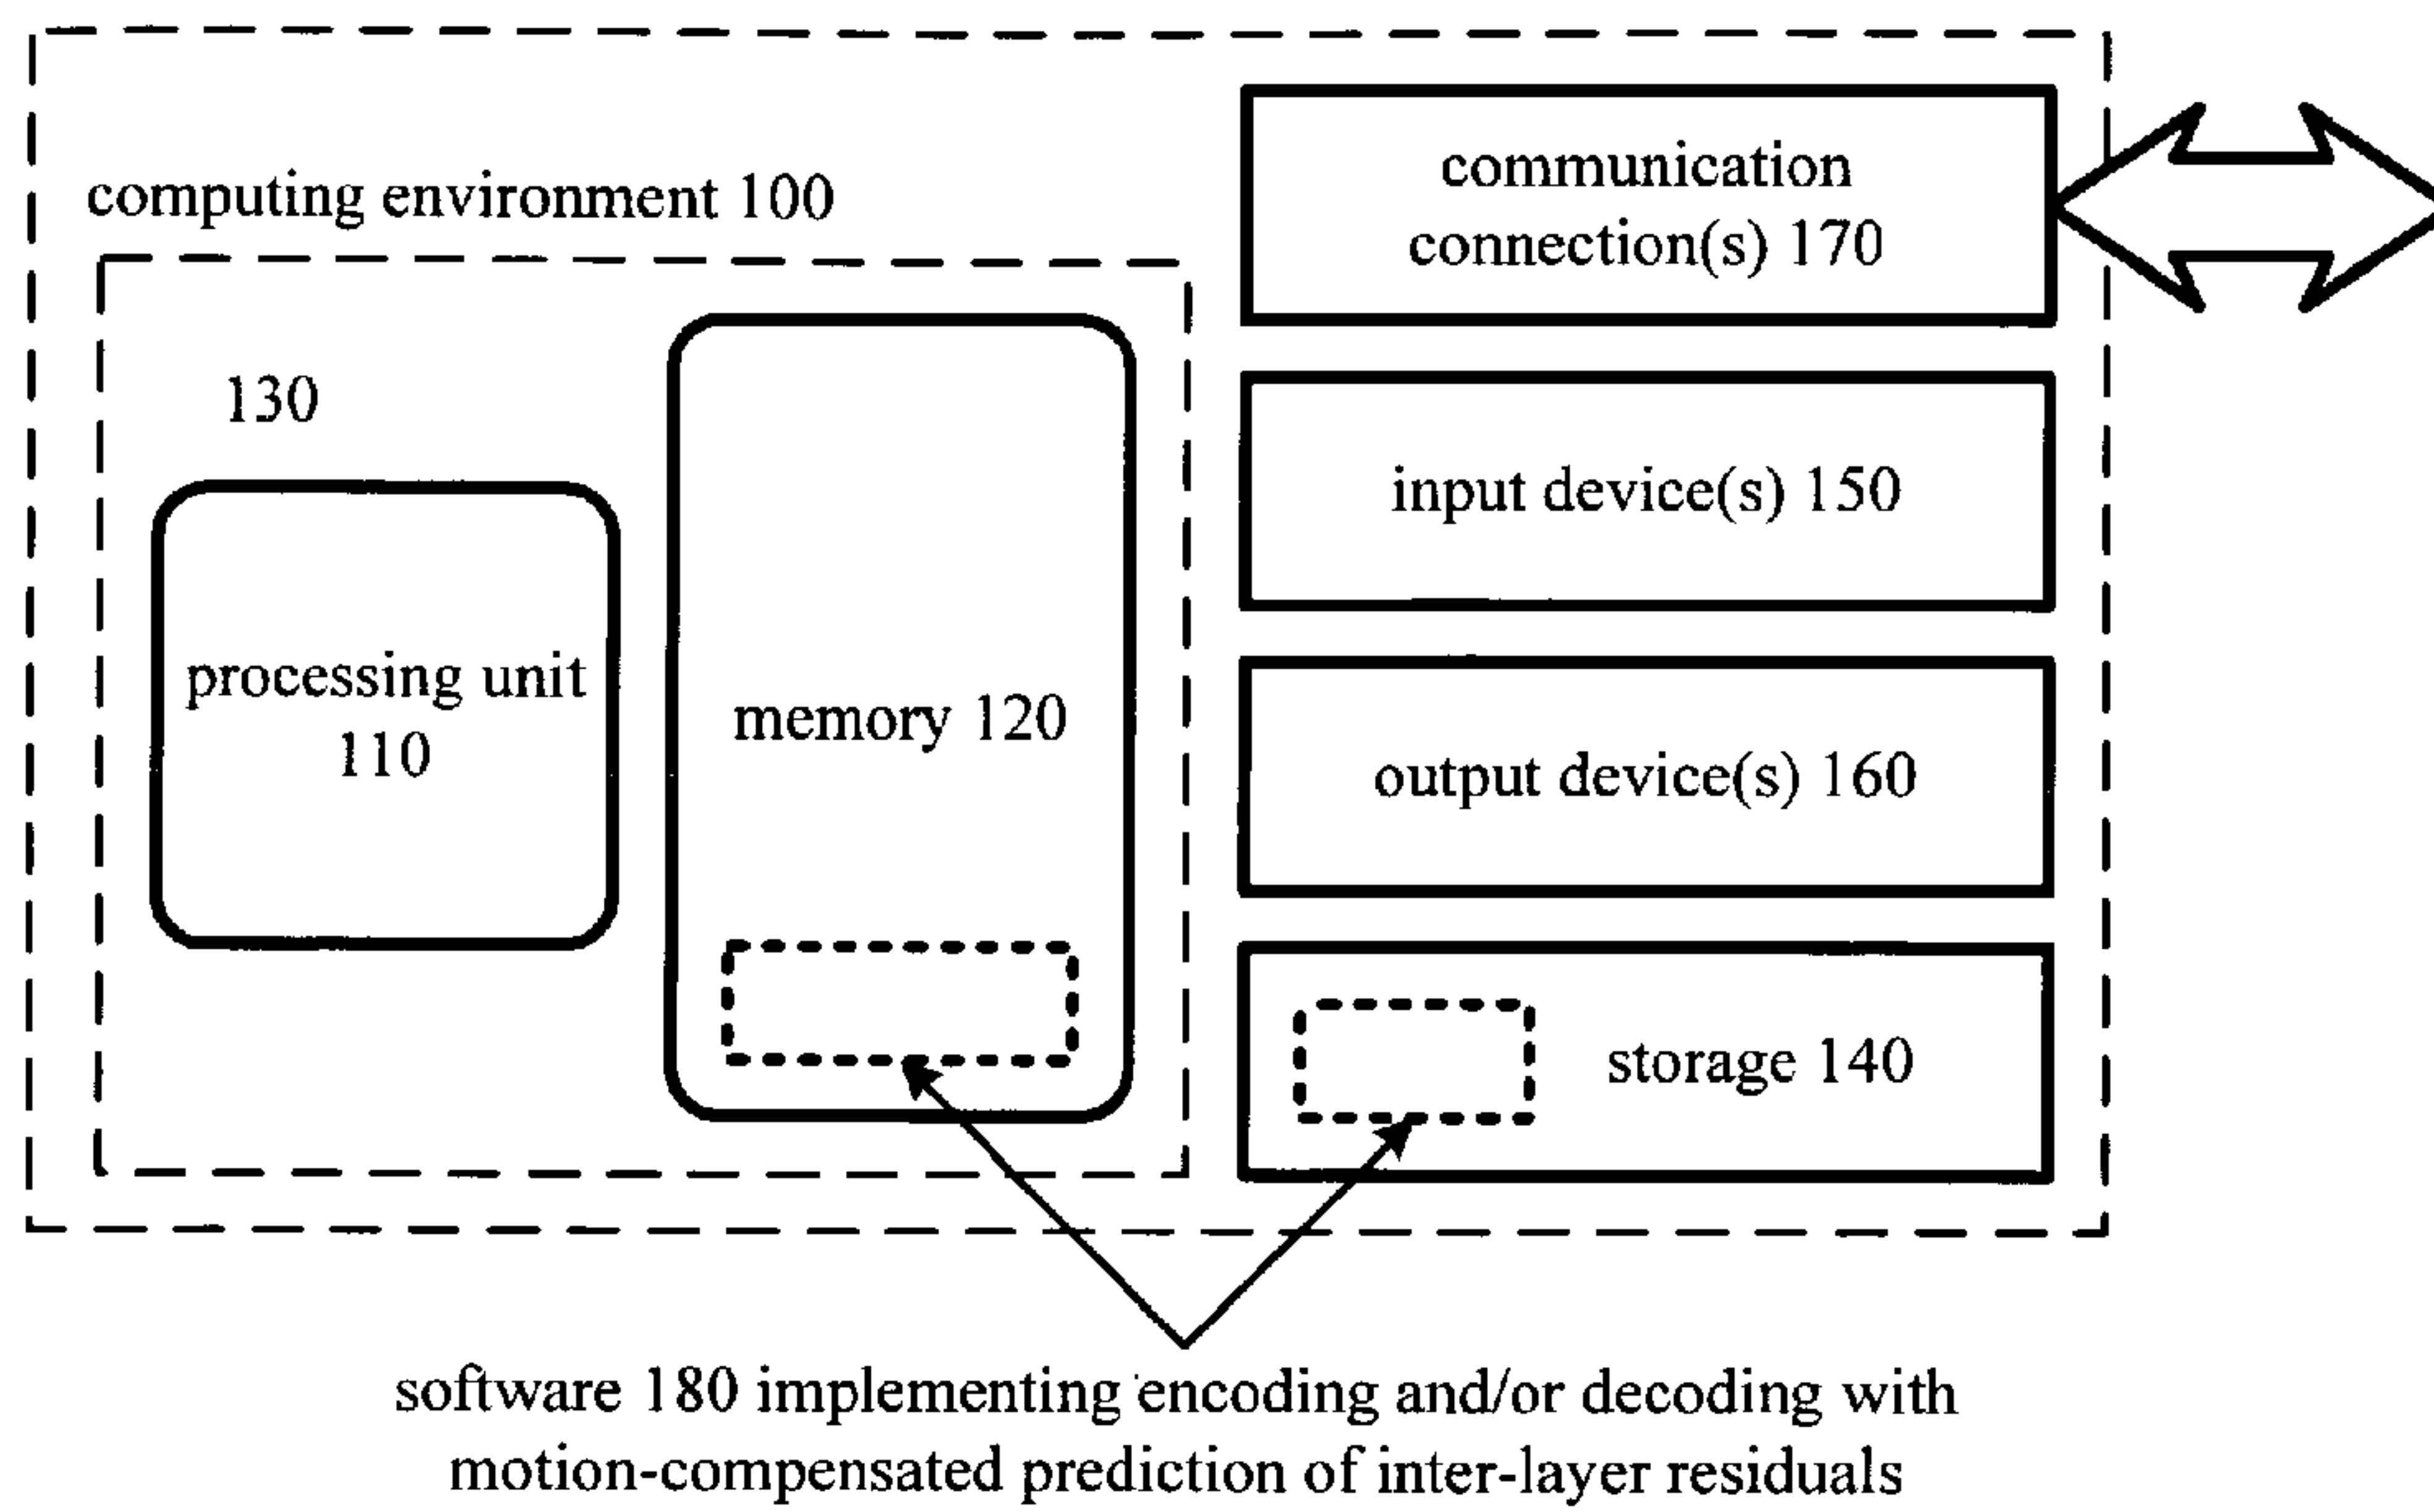 computing environment 100
communication
connection(s) 170
130
processing unit
110
memory 120
input device(s) 150
output device(s) 160
storage 140
software 180 implementing encoding and/or decoding with
motion-compensated prediction of inter-layer residuals